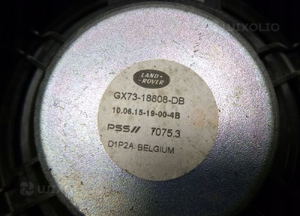 LAND-
ROVER
GX73-18808-DB
10.06.15-19-00-4B
PSS// 7075.3
D1P2A BELGIUM